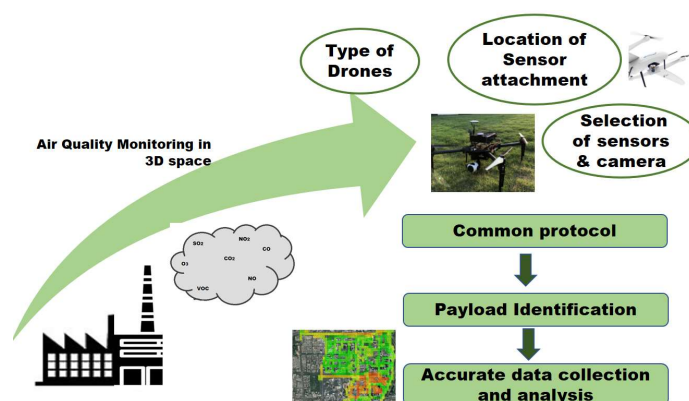 Type of
Drones
Location of
Sensor
attachment
Selection
of sensors
& camera
Air Quality Monitoring in
3D space
SO2
NO2
CO
O3
CO2
VOC
NO
Common protocol
Payload Identification
Accurate data collection
and analysis